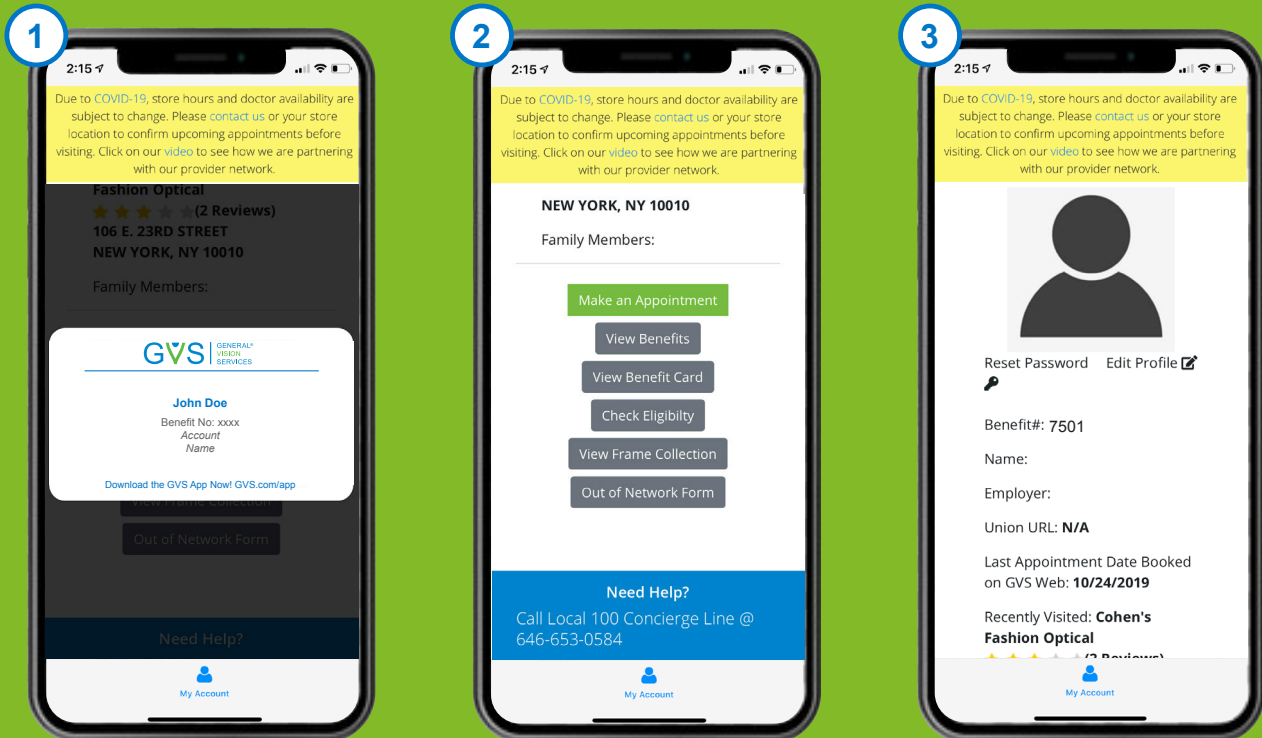 1
2:15
Due to COVID-19, store hours and doctor availability are
subject to change. Please contact us or your store
location to confirm upcoming appointments before
visiting. Click on our video to see how we are partnering
with our provider network.
Fashion Optical
(2 Reviews)
106 E. 23RD STREET
NEW YORK, NY 10010
Family Members:
GVS GENERAL®
VISION
SERVICES
John Doe
Benefit No: xxxx
Account
Name
Download the GVS App Now! GVS.com/app
View Frame Collection
Out of Network Form
Need Help?
My Account
2
2:15
Due to COVID-19, store hours and doctor availability are
subject to change. Please contact us or your store
location to confirm upcoming appointments before
visiting. Click on our video to see how we are partnering
with our provider network.
NEW YORK, NY 10010
Family Members:
Make an Appointment
View Benefits
View Benefit Card
Check Eligibilty
View Frame Collection
Out of Network Form
Need Help?
Call Local 100 Concierge Line @
646-653-0584
My Account
3
2:15
Due to COVID-19, store hours and doctor availability are
subject to change. Please contact us or your store
location to confirm upcoming appointments before
visiting. Click on our video to see how we are partnering
with our provider network.
Reset Password Edit Profile
Benefit#: 7501
Name:
Employer:
Union URL: N/A
Last Appointment Date Booked
on GVS Web: 10/24/2019
Recently Visited: Cohen's
Fashion Optical
(2 Reviews)
My Account